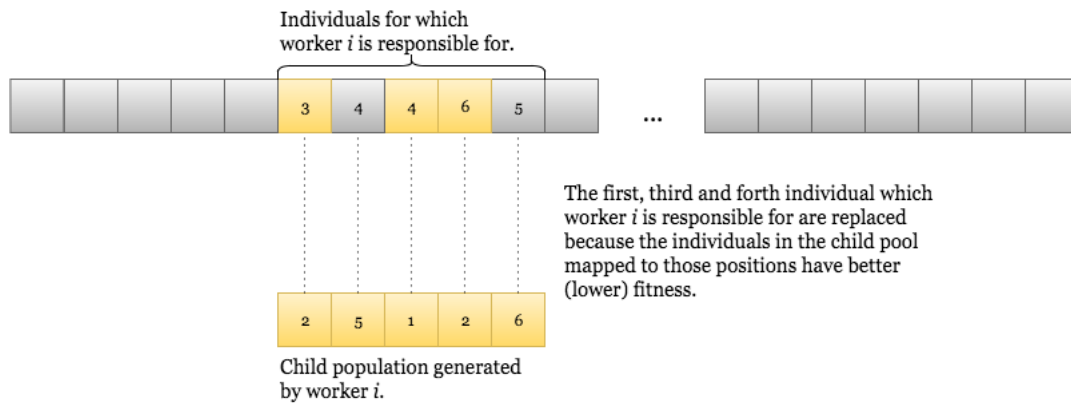 Individuals for which
worker i is responsible for.
3 4 4 6 5
...
The first, third and forth individual which
worker i is responsible for are replaced
because the individuals in the child pool
mapped to those positions have better
(lower) fitness.
2 5 1 2 6
Child population generated
by worker i.